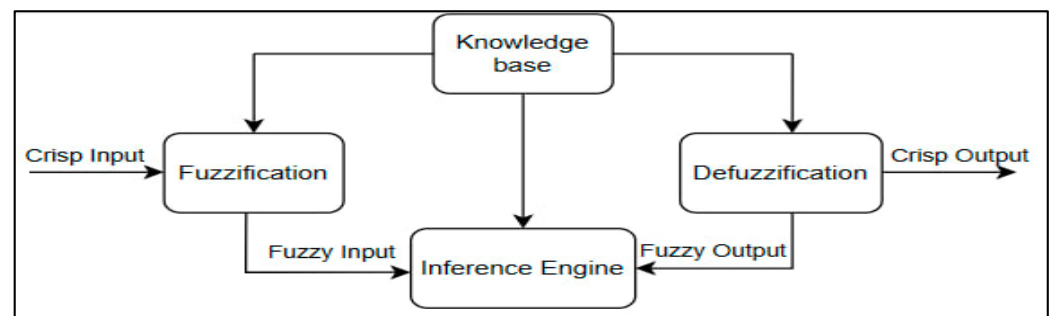 Knowledge
base
Crisp Input
Fuzzification
Defuzzification
Crisp Output
Fuzzy Input
Inference Engine
Fuzzy Output